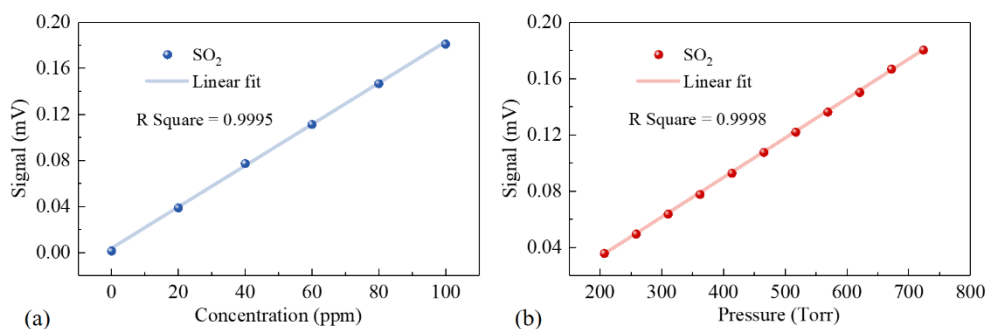 0.20
0.16
0.12
0.08
0.04
0.00
Signal (mV)
SO2
Linear fit
R Square = 0.9995
0 20 40 60 80 100
Concentration (ppm)
(a)
0.20
0.16
0.12
0.08
0.04
Signal (mV)
SO2
Linear fit
R Square = 0.9998
200 300 400 500 600 700 800
Pressure (Torr)
(b)